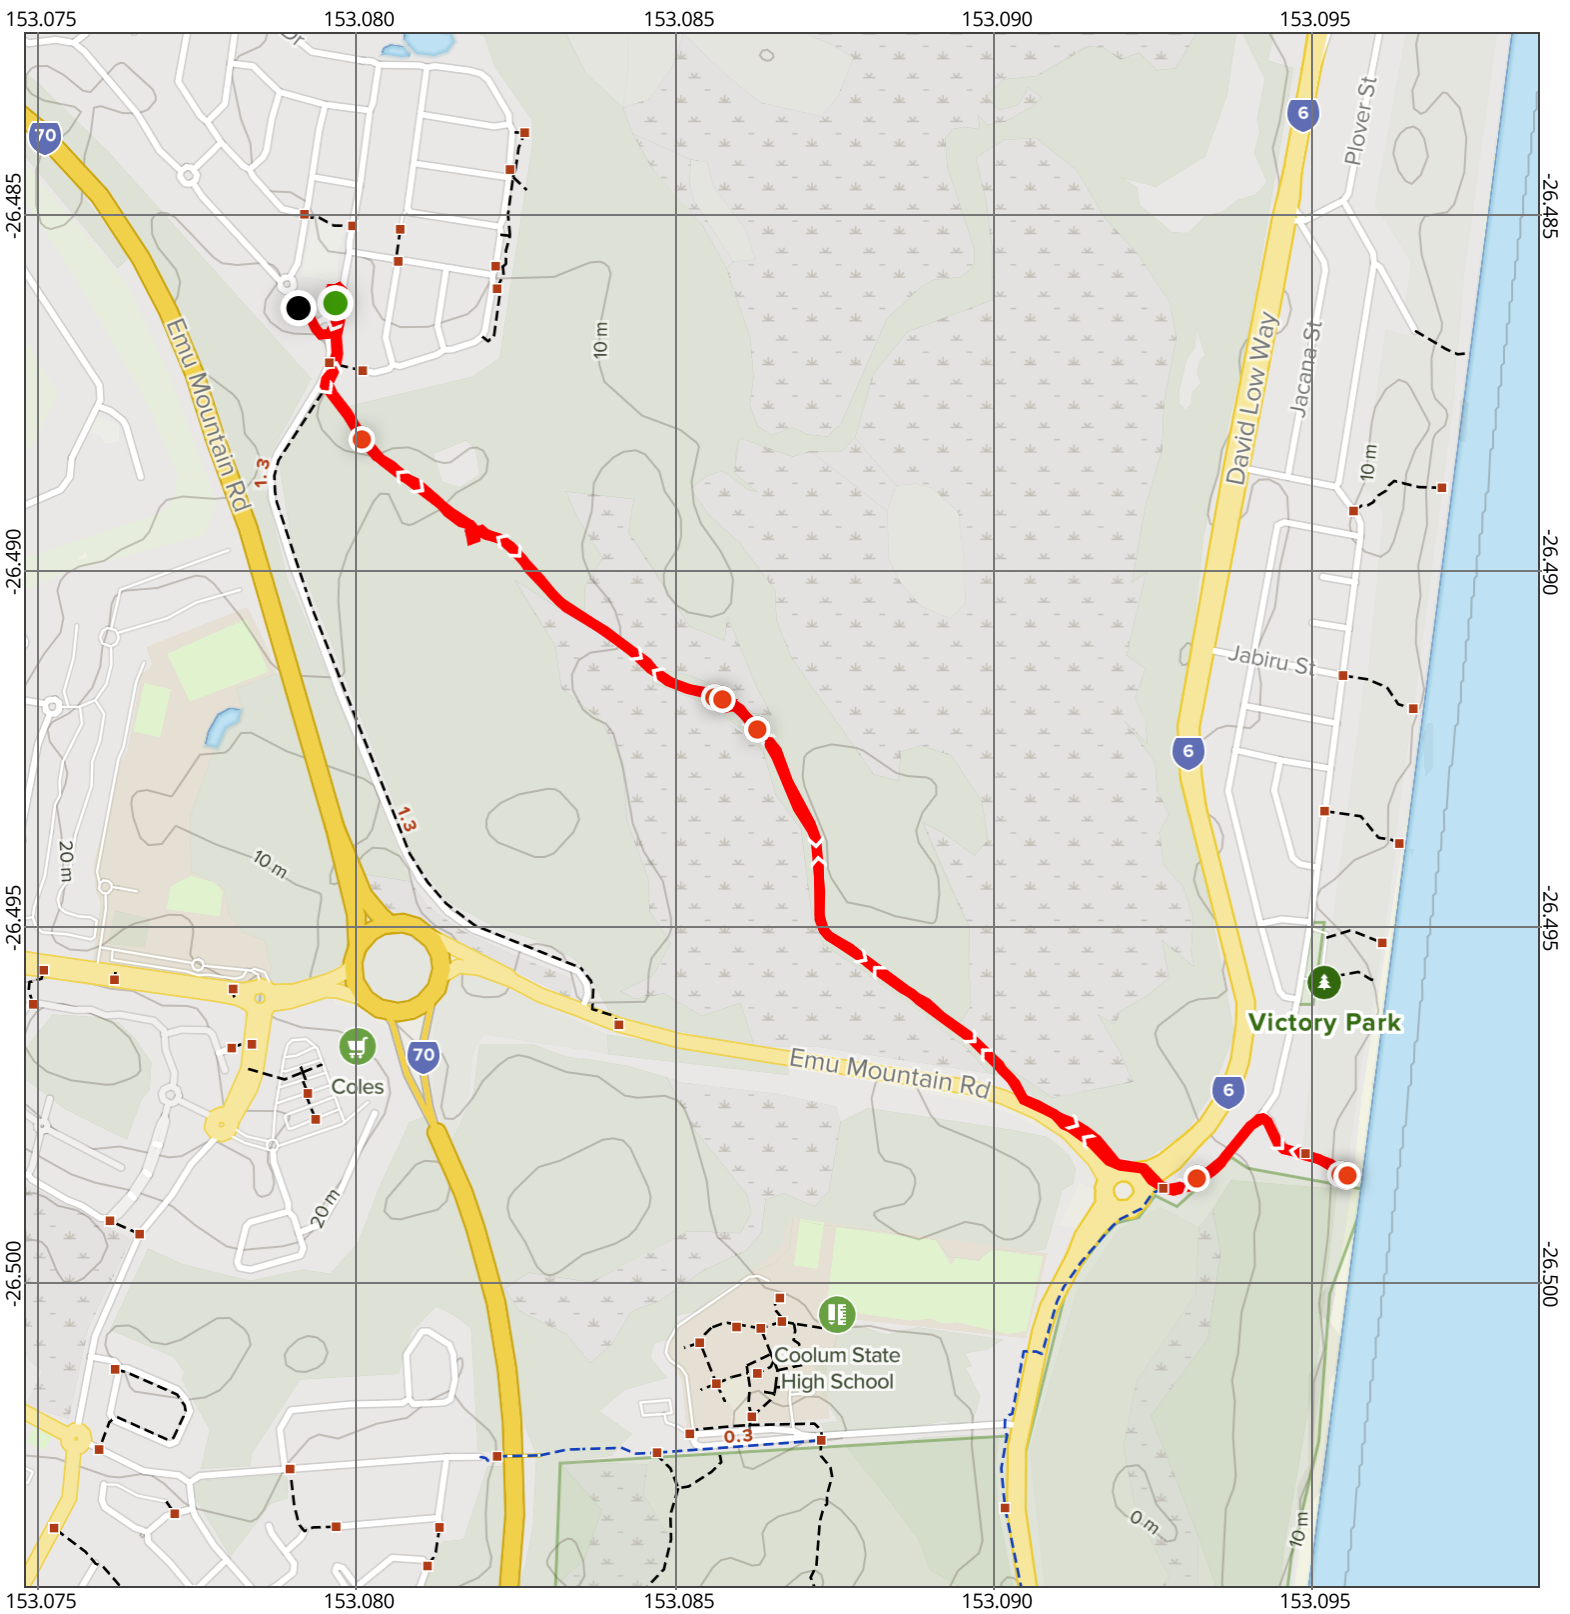 153.075
153.080
153.085
153.090
153.095
Dr
70
6
Plover St
-26.485
-26.485
Emu Mountain Rd
10 m
David Low Way
Jacana St
10 m
1.3
-26.490
-26.490
Jabiru St
6
1.3
20 m
10 m
-26.495
-26.495
Victory Park
Coles
70
Emu Mountain Rd
6
20 m
-26.500
-26.500
Coolum State
High School
0.3
0 m
10 m
153.075
153.080
153.085
153.090
153.095